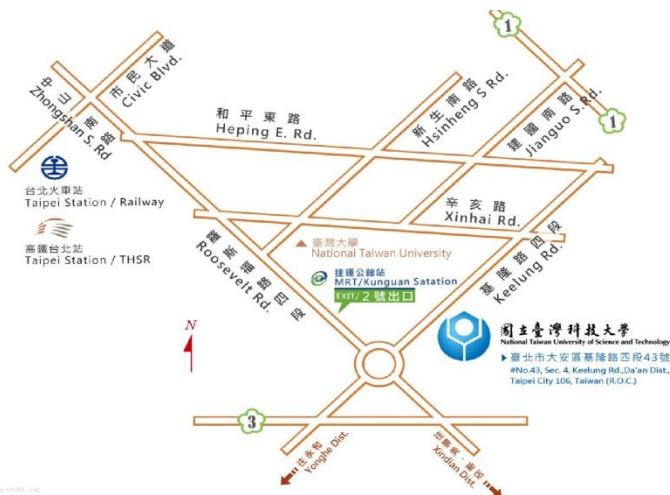 1
中山南路
Zhongshan S. Rd
市民大道
Civic Blvd.
和平東路
Heping E. Rd.
新生南路
Hsinheng S Rd.
建國南路
Jianguo S.Rd.
1
台北火車站
Taipei Station / Railway
高鐵台北站
Taipei Station / THSR
辛亥路
Xinhai Rd.
羅斯福路四段
Roosevelt Rd.
臺灣大學
National Taiwan University
捷運公館站
MRT/Kunguan Satation
EXIT/ 2 號出口
基隆路四段
Keelung Rd.
N
國立臺灣科技大學
National Taiwan University of Science and Technology
臺北市大安區基隆路四段43號
#No.43, Sec. 4, Keelung Rd.,Da'an Dist.,
Taipei City 106, Taiwan (R.O.C.)
3
往永和
Yonghe Dist.
Xindian Dist.